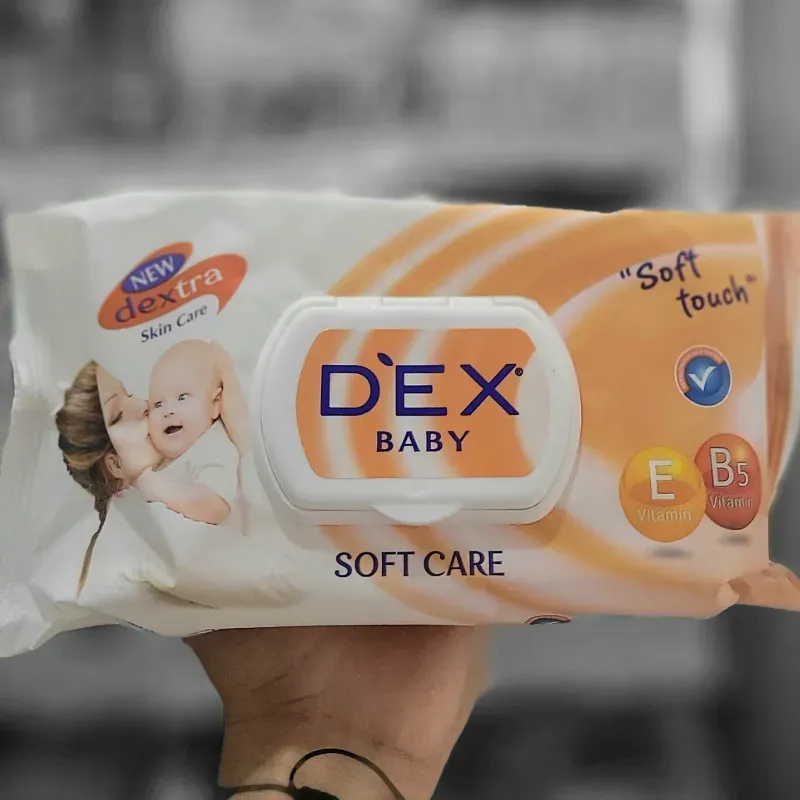 NEW
dextra
Skin Care
D'EX®
BABY
SOFT CARE
"Soft
touch"
E
Vitamin
B5
Vitamin